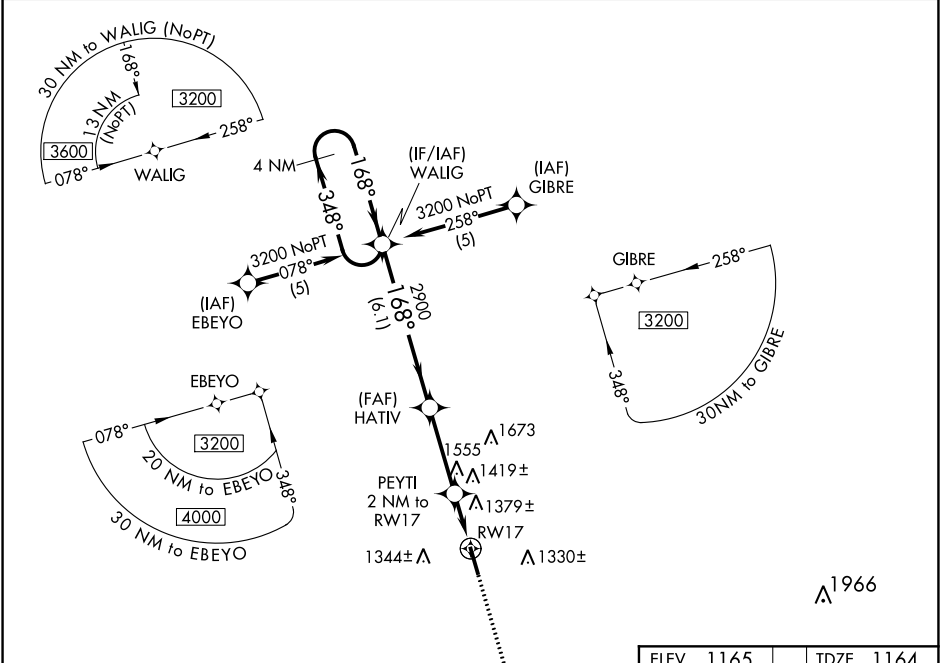 30 NM to WALIG (NoPT)
168°
13 NM
(NoPT)
3200
3600
258°
078°
WALIG
4 NM
168°
348°
(IF/IAF)
WALIG
(IAF)
GIBRE
3200 NoPT
258°
(5)
3200 NoPT
078°
(5)
(IAF)
EBEYO
2900
168°
(6.1)
GIBRE
258°
3200
348°
30NM to GIBRE
EBEYO
078°
3200
20 NM to EBEYO
348°
4000
30 NM to EBEYO
(FAF)
HATIV
1673
1555
1419±
PEYTI
2 NM to
RW17
1379±
RW17
1344±
1330±
1966
ELEV 1165
TDZE 1164